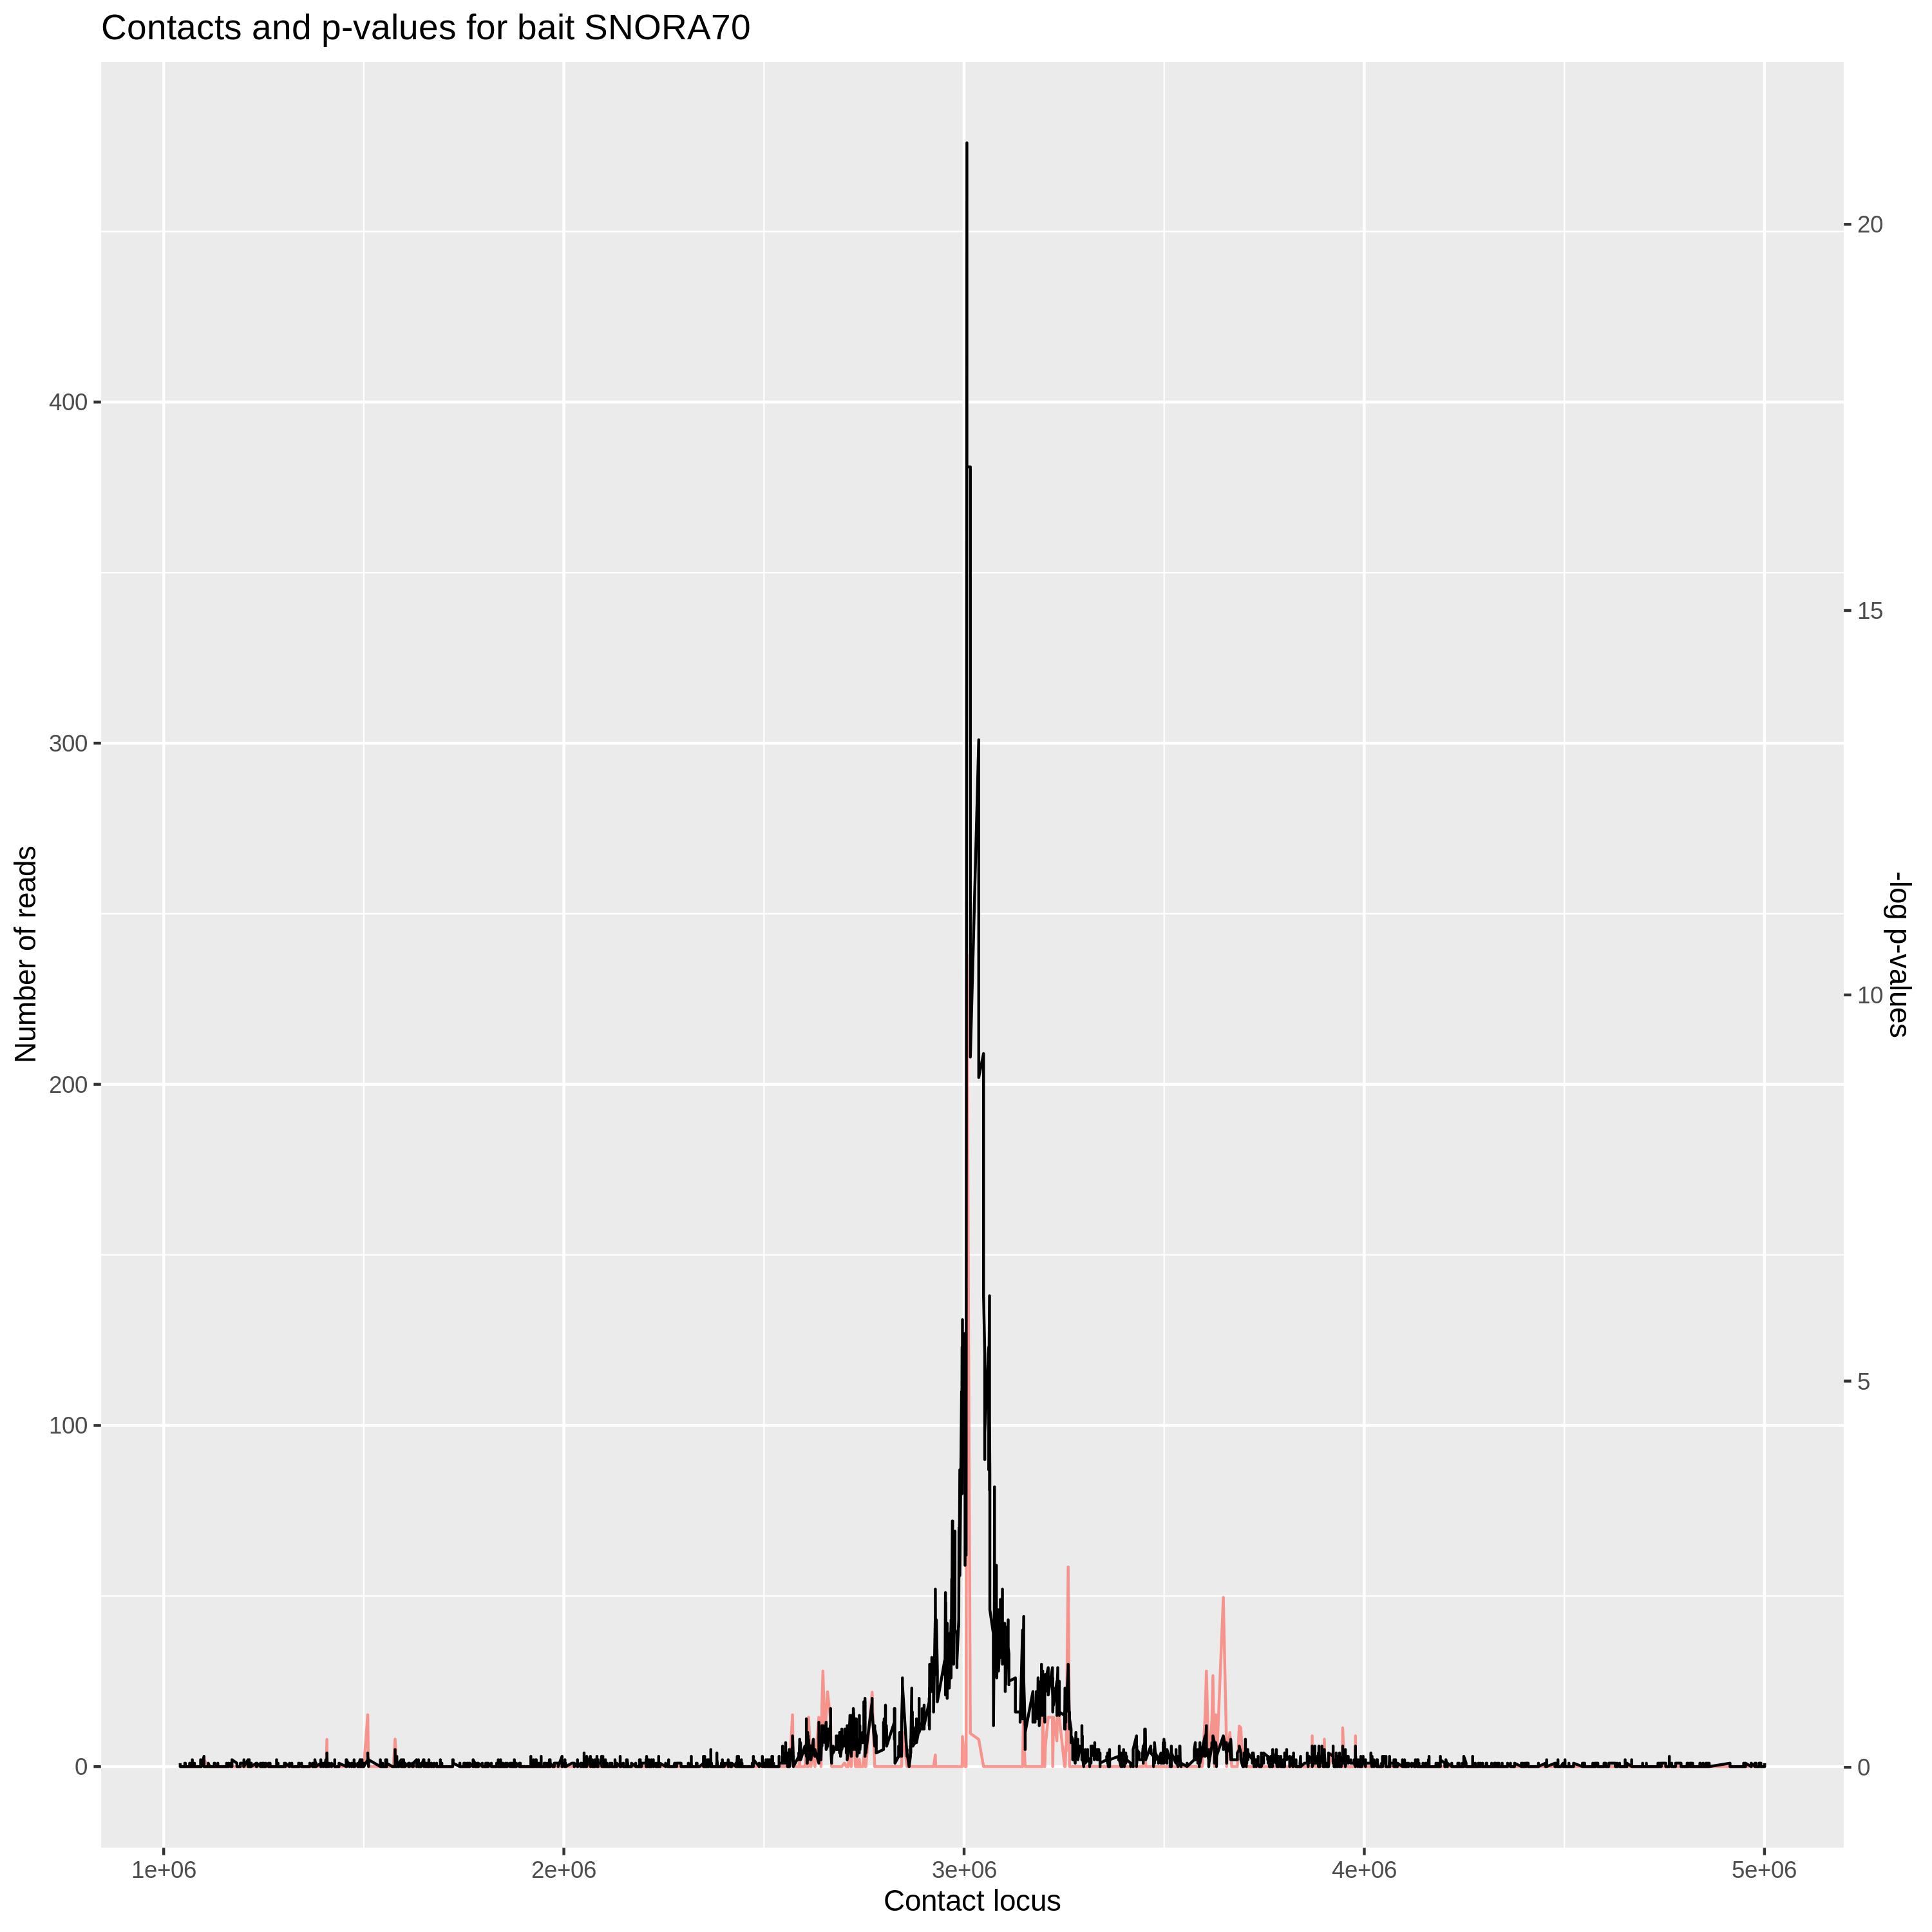 Contacts and p-values for bait SNORA70
Number of reads
400
300
200
100
0
20
15
10
5
0
-log p-values
1e+06
2e+06
3e+06
4e+06
5e+06
Contact locus